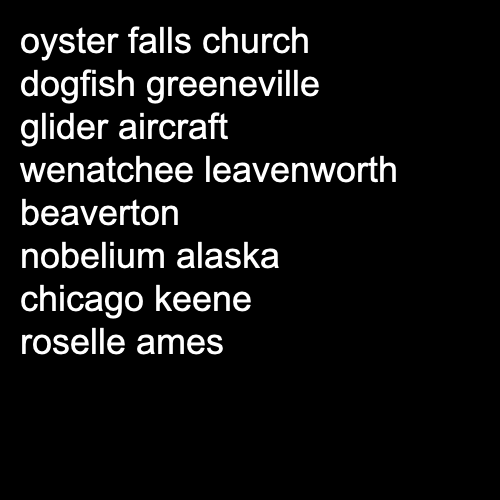 oyster falls church
dogfish greeneville
glider aircraft
wenatchee leavenworth
beaverton
nobelium alaska
chicago keene
roselle ames